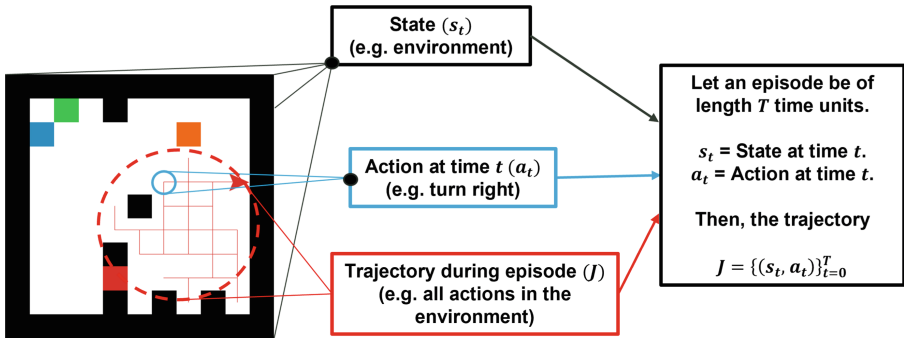 State (s_t)
(e.g. environment)
Action at time t (a_t)
(e.g. turn right)
Trajectory during episode (J)
(e.g. all actions in the
environment)
Let an episode be of
length T time units.
s_t = State at time t.
a_t = Action at time t.
Then, the trajectory
J = {(s_t, a_t)}_{t=0}^T